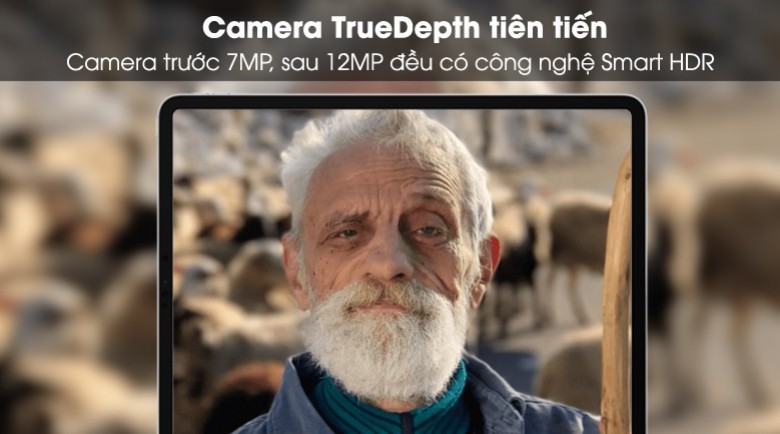 Camera TrueDepth tiên tiến
Camera trước 7MP, sau 12MP đều có công nghệ Smart HDR